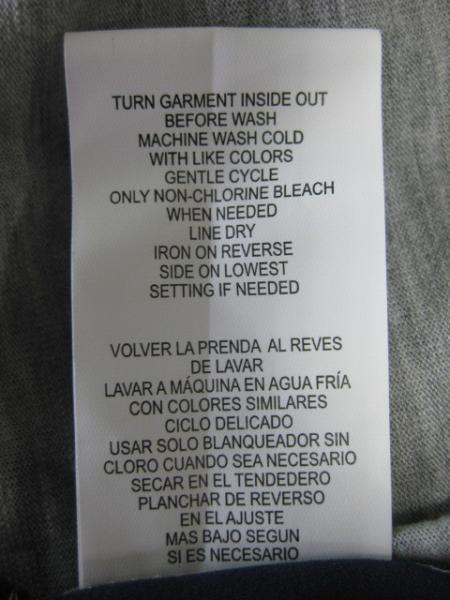 TURN GARMENT INSIDE OUT
BEFORE WASH
MACHINE WASH COLD
WITH LIKE COLORS
GENTLE CYCLE
ONLY NON-CHLORINE BLEACH
WHEN NEEDED
LINE DRY
IRON ON REVERSE
SIDE ON LOWEST
SETTING IF NEEDED
VOLVER LA PRENDA AL REVES
DE LAVAR
LAVAR A MÁQUINA EN AGUA FRÍA
CON COLORES SIMILARES
CICLO DELICADO
USAR SOLO BLANQUEADOR SIN
CLORO CUANDO SEA NECESARIO
SECAR EN EL TENDEDERO
PLANCHAR DE REVERSO
EN EL AJUSTE
MAS BAJO SEGUN
SI ES NECESARIO